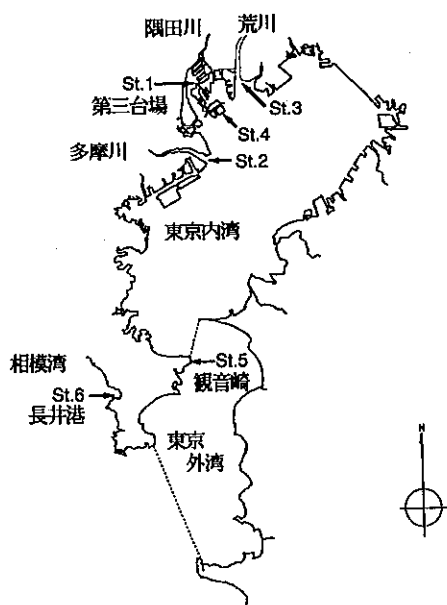 隅田川
荒川
St.1
第三台場
St.3
St.4
多摩川
St.2
東京内湾
相模湾
St.5
観音崎
St.6
長井港
東京
外湾
N